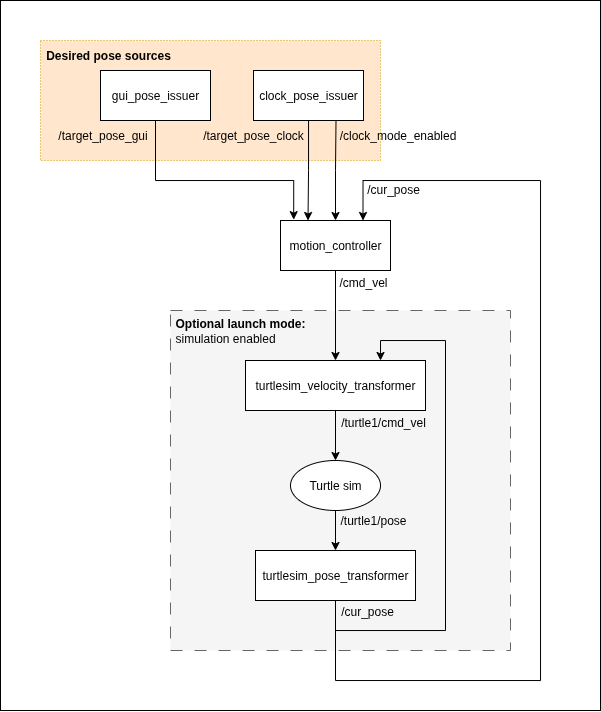 Desired pose sources
gui_pose_issuer
clock_pose_issuer
/target_pose_gui
/target_pose_clock
/clock_mode_enabled
/cur_pose
motion_controller
/cmd_vel
Optional launch mode:
simulation enabled
turtlesim_velocity_transformer
/turtle1/cmd_vel
Turtle sim
/turtle1/pose
turtlesim_pose_transformer
/cur_pose